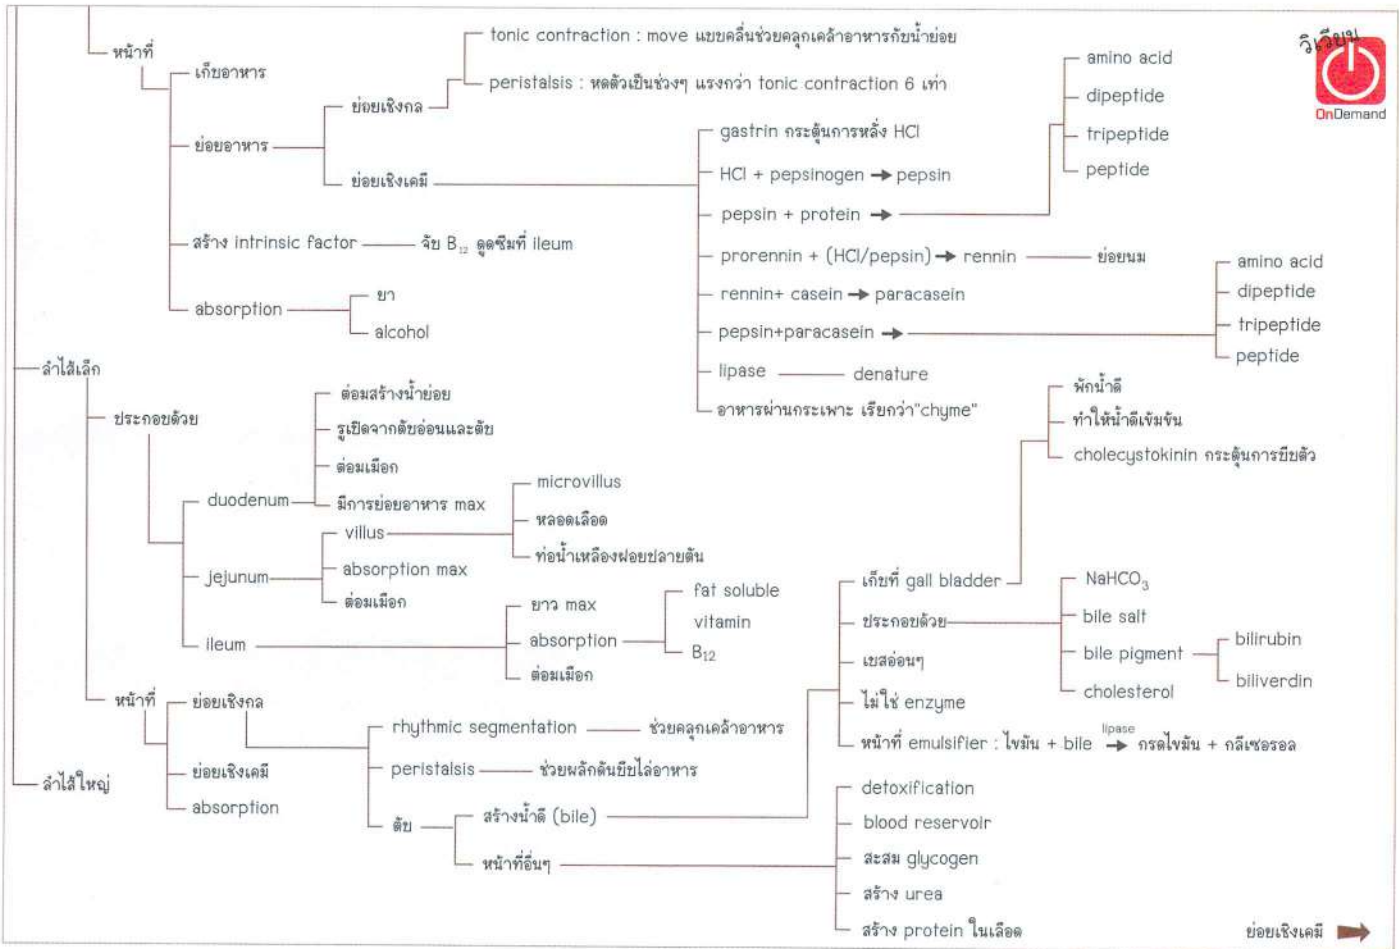 หน้าที่
เก็บอาหาร
ย่อยอาหาร
ย่อยเชิงกล
tonic contraction : move แบบคลื่นช่วยคลุกเคล้าอาหารกับน้ำย่อย
peristalsis : หดตัวเป็นช่วงๆ แรงกว่า tonic contraction 6 เท่า
ย่อยเชิงเคมี
gastrin กระตุ้นการหลั่ง HCl
HCl + pepsinogen → pepsin
pepsin + protein →
amino acid
dipeptide
tripeptide
peptide
prorennin + (HCl/pepsin) → rennin
ย่อยนม
rennin+ casein → paracasein
pepsin+paracasein →
amino acid
dipeptide
tripeptide
peptide
lipase
denature
อาหารผ่านกระเพาะ เรียกว่า"chyme"
สร้าง intrinsic factor
จับ B₁₂ ดูดซึมที่ ileum
absorption
ยา
alcohol
วิเวียน
OnDemand
ลำไส้เล็ก
ประกอบด้วย
duodenum
ต่อมสร้างน้ำย่อย
รูเปิดจากตับอ่อนและตับ
ต่อมเมือก
มีการย่อยอาหาร max
jejunum
villus
microvillus
หลอดเลือด
ท่อน้ำเหลืองฝอยปลายตัน
absorption max
ต่อมเมือก
ileum
ยาว max
absorption
fat soluble
vitamin
B₁₂
ต่อมเมือก
หน้าที่
ย่อยเชิงกล
rhythmic segmentation
ช่วยคลุกเคล้าอาหาร
peristalsis
ช่วยผลักดันบีบไล่อาหาร
ตับ
สร้างน้ำดี (bile)
เก็บที่ gall bladder
พักน้ำดี
ทำให้น้ำดีเข้มข้น
cholecystokinin กระตุ้นการบีบตัว
ประกอบด้วย
NaHCO₃
bile salt
bile pigment
bilirubin
biliverdin
cholesterol
เบสอ่อนๆ
ไม่ใช่ enzyme
หน้าที่ emulsifier : ไขมัน + bile lipase → กรดไขมัน + กลีเซอรอล
หน้าที่อื่นๆ
detoxification
blood reservoir
สะสม glycogen
สร้าง urea
สร้าง protein ในเลือด
ย่อยเชิงเคมี
absorption
ลำไส้ใหญ่
ย่อยเชิงเคมี